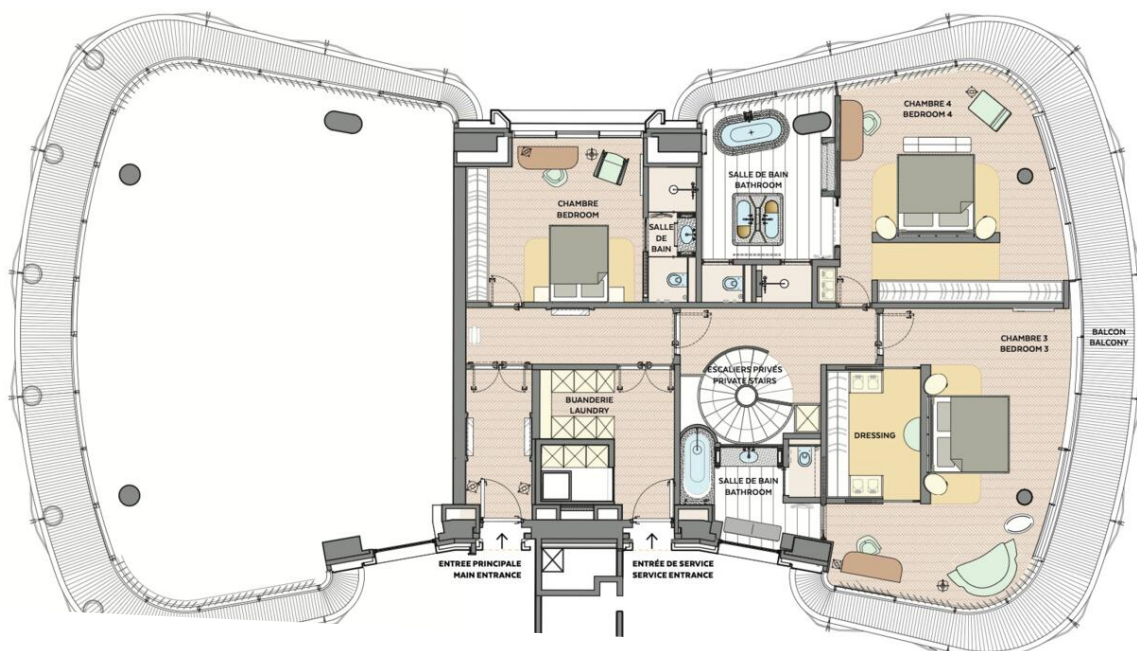 CHAMBRE 4
BEDROOM 4
SALLE DE BAIN
BATHROOM
CHAMBRE
BEDROOM
SALLE
DE
BAIN
BALCON
BALCONY
CHAMBRE 3
BEDROOM 3
ESCALIERS PRIVÉS
PRIVATE STAIRS
BUANDERIE
LAUNDRY
DRESSING
SALLE DE BAIN
BATHROOM
ENTREE PRINCIPALE
MAIN ENTRANCE
ENTRÉE DE SERVICE
SERVICE ENTRANCE